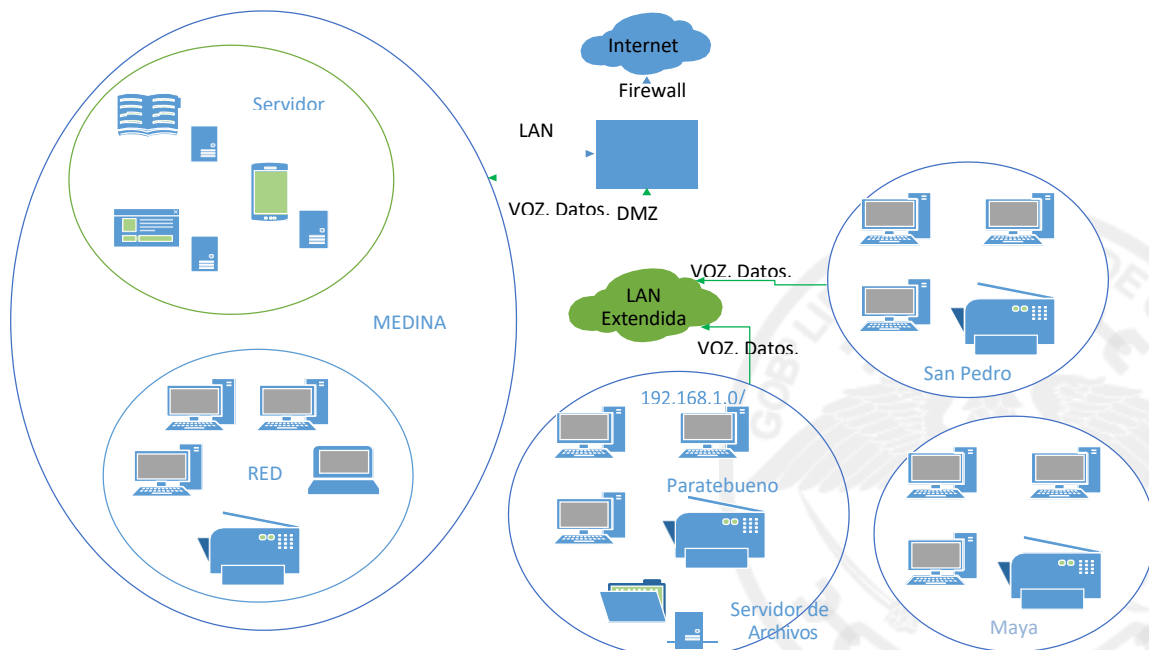 Internet
Firewall
Servidor
LAN
VOZ. Datos.
DMZ
VOZ. Datos.
LAN
Extendida
MEDINA
VOZ. Datos.
San Pedro
192.168.1.0/
RED
Paratebueno
Servidor de
Archivos
Maya